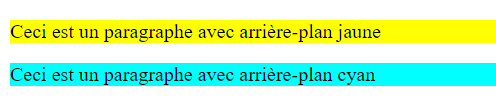 Ceci est un paragraphe avec arrière-plan jaune
Ceci est un paragraphe avec arrière-plan cyan